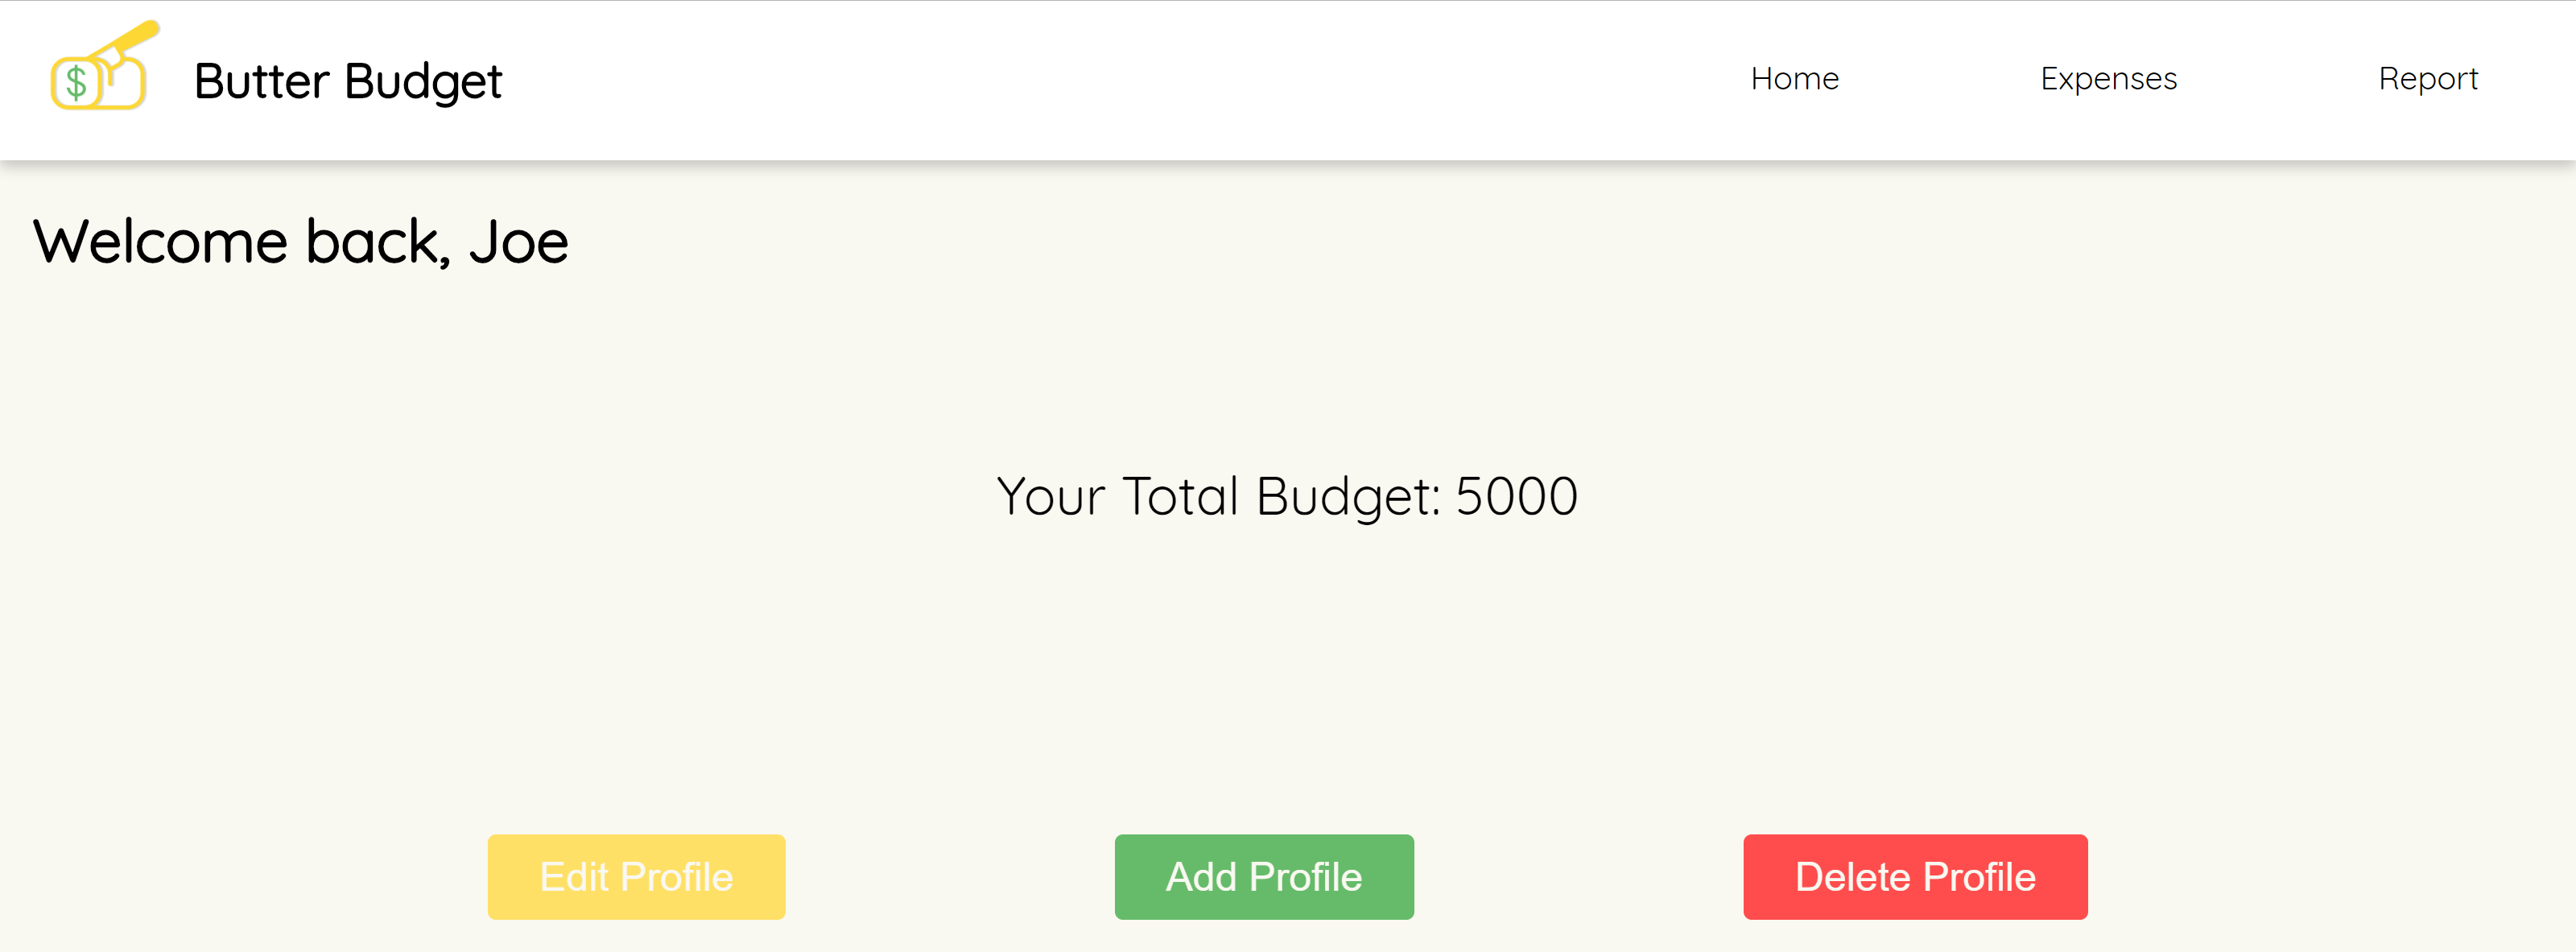 $
Butter Budget
Home
Expenses
Report
Welcome back, Joe
Your Total Budget: 5000
Edit Profile
Add Profile
Delete Profile